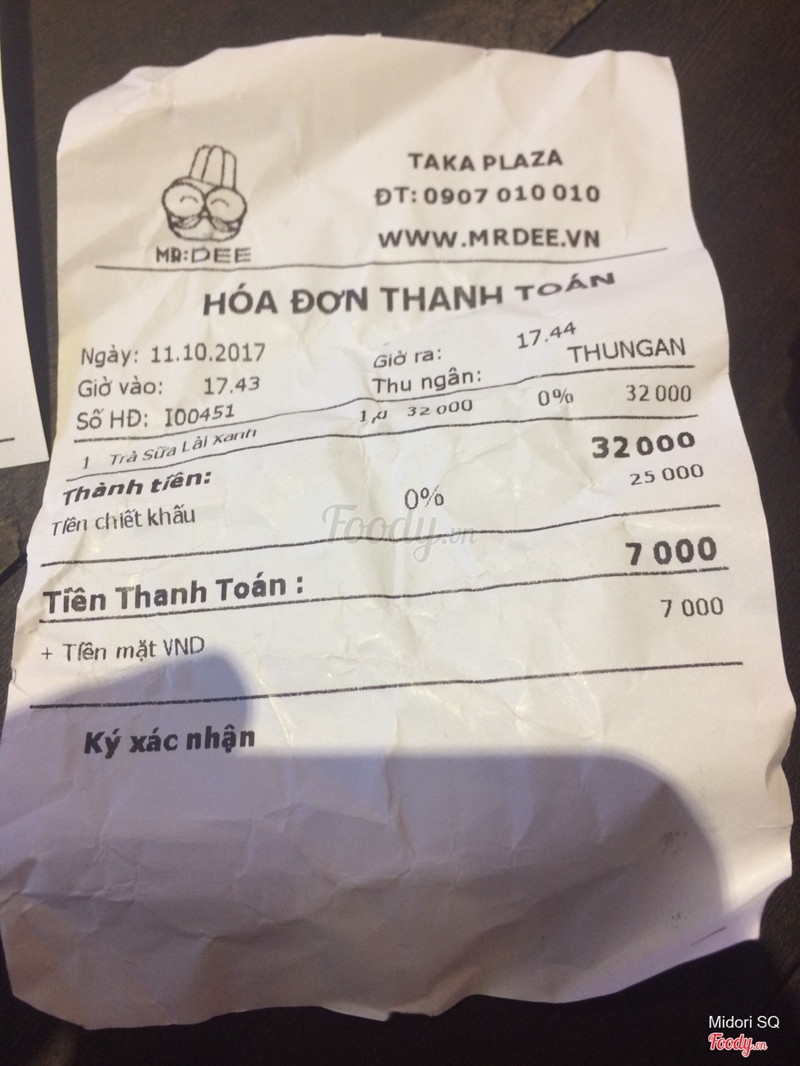 MR:DEE
TAKA PLAZA
ĐT: 0907 010 010
WWW.MRDEE.VN
HÓA ĐƠN THANH TOÁN
Ngày: 11.10.2017
Giờ vào: 17.43 Giờ ra: 17.44
Số HĐ: I00451 Thu ngân: THUNGAN
1 Trà Sữa Lài Xanh 1 32 000 0% 32 000
Thành tiền: 32 000
Tiền chiết khấu 0% 25 000
Foody.vn
Tiền Thanh Toán : 7 000
+ Tiền mặt VND 7 000
Ký xác nhận
Midori SQ
Foody.vn